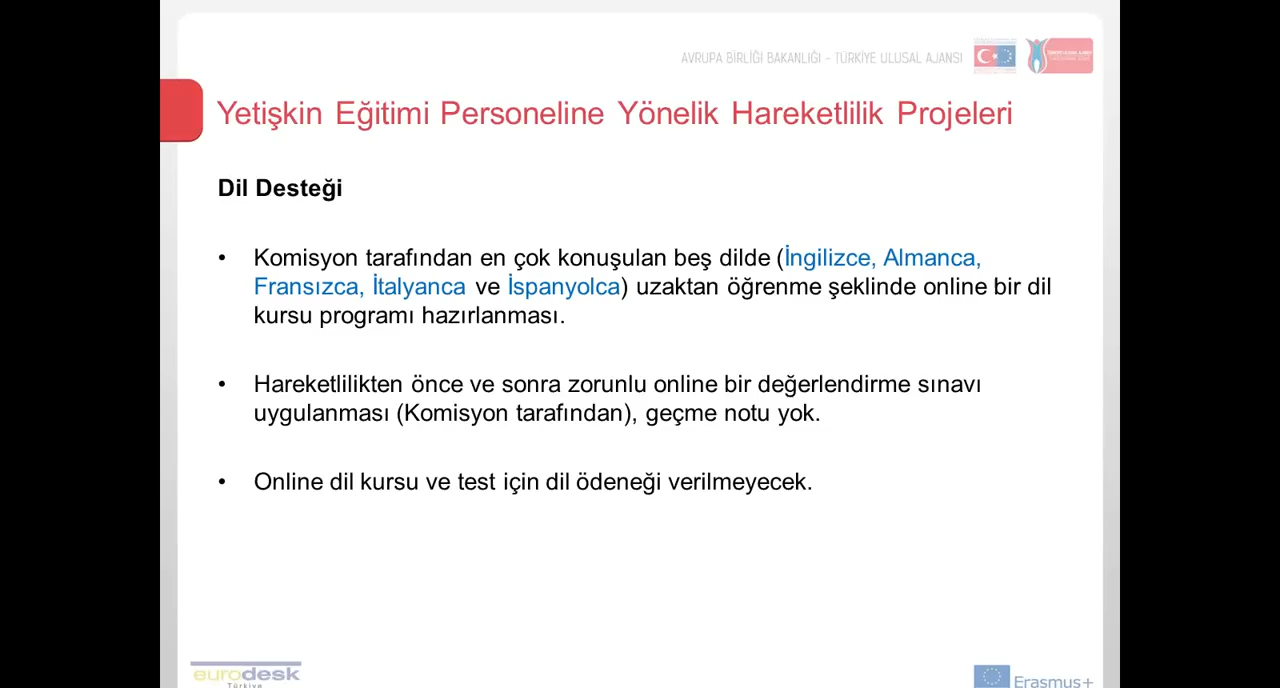 AVRUPA BİRLİĞİ BAKANLIĞI - TÜRKİYE ULUSAL AJANSI
Yetişkin Eğitimi Personeline Yönelik Hareketlilik Projeleri
Dil Desteği
• Komisyon tarafından en çok konuşulan beş dilde (İngilizce, Almanca,
Fransızca, İtalyanca ve İspanyolca) uzaktan öğrenme şeklinde online bir dil
kursu programı hazırlanması.
• Hareketlilikten önce ve sonra zorunlu online bir değerlendirme sınavı
uygulanması (Komisyon tarafından), geçme notu yok.
• Online dil kursu ve test için dil ödeneği verilmeyecek.
eurodesk
Türkiye
Erasmus+